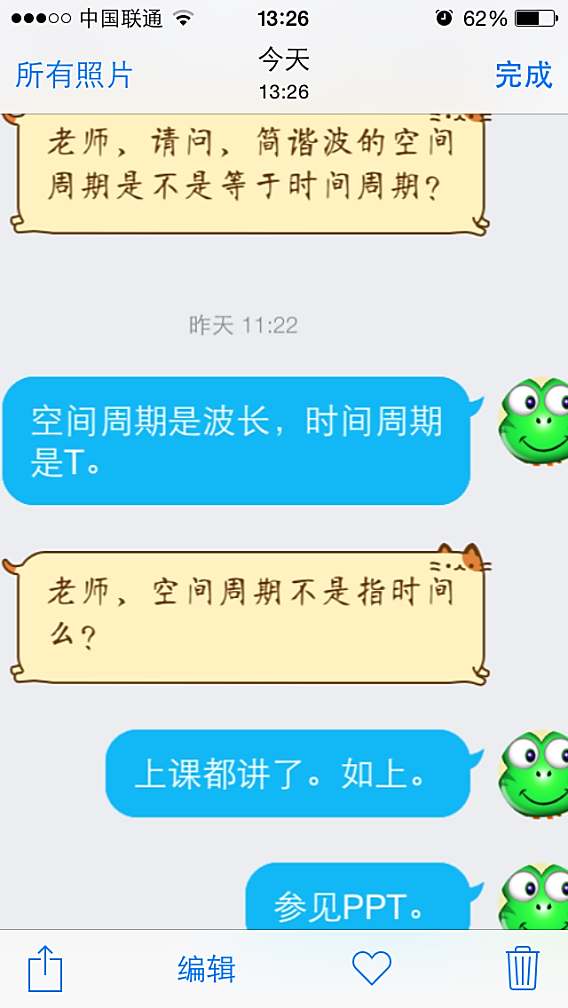 中国联通
13:26
62%
所有照片
今天
13:26
完成
老师，请问，简谐波的空间
周期是不是等于时间周期？
昨天 11:22
空间周期是波长，时间周期
是T。
老师，空间周期不是指时间
么？
上课都讲了。如上。
参见PPT。
编辑